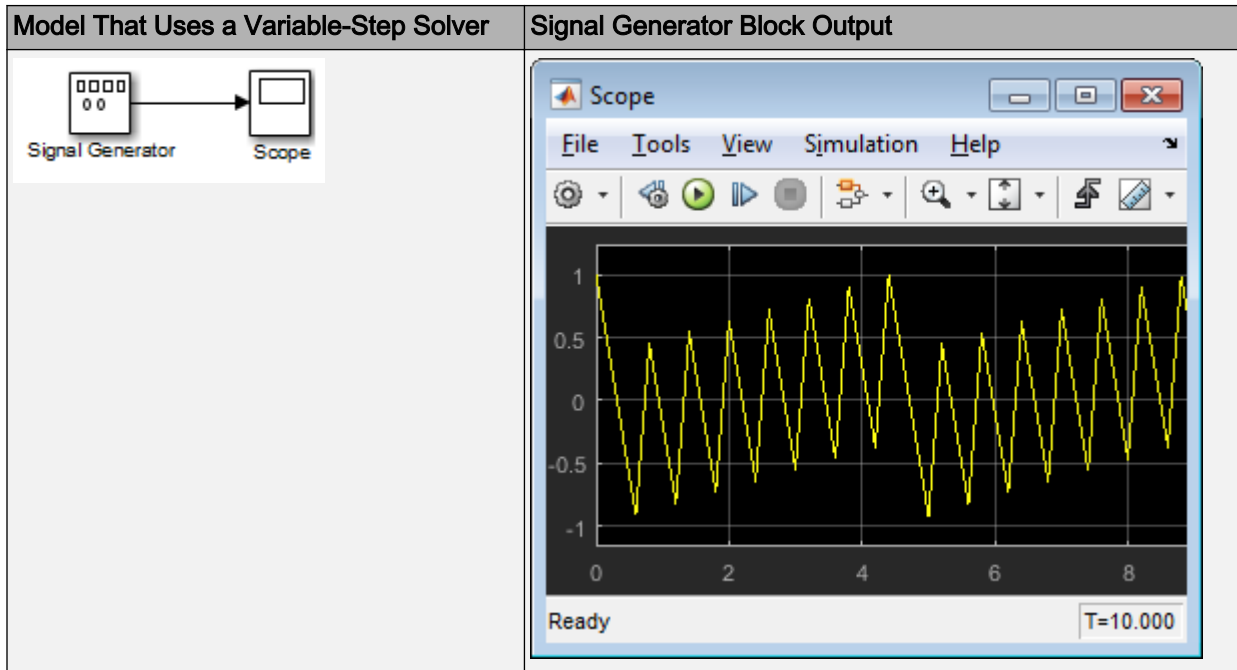 Model That Uses a Variable-Step Solver
Signal Generator Block Output
Signal Generator
Scope
Scope
File Tools View Simulation Help
1
0.5
0
-0.5
-1
0 2 4 6 8
Ready
T=10.000